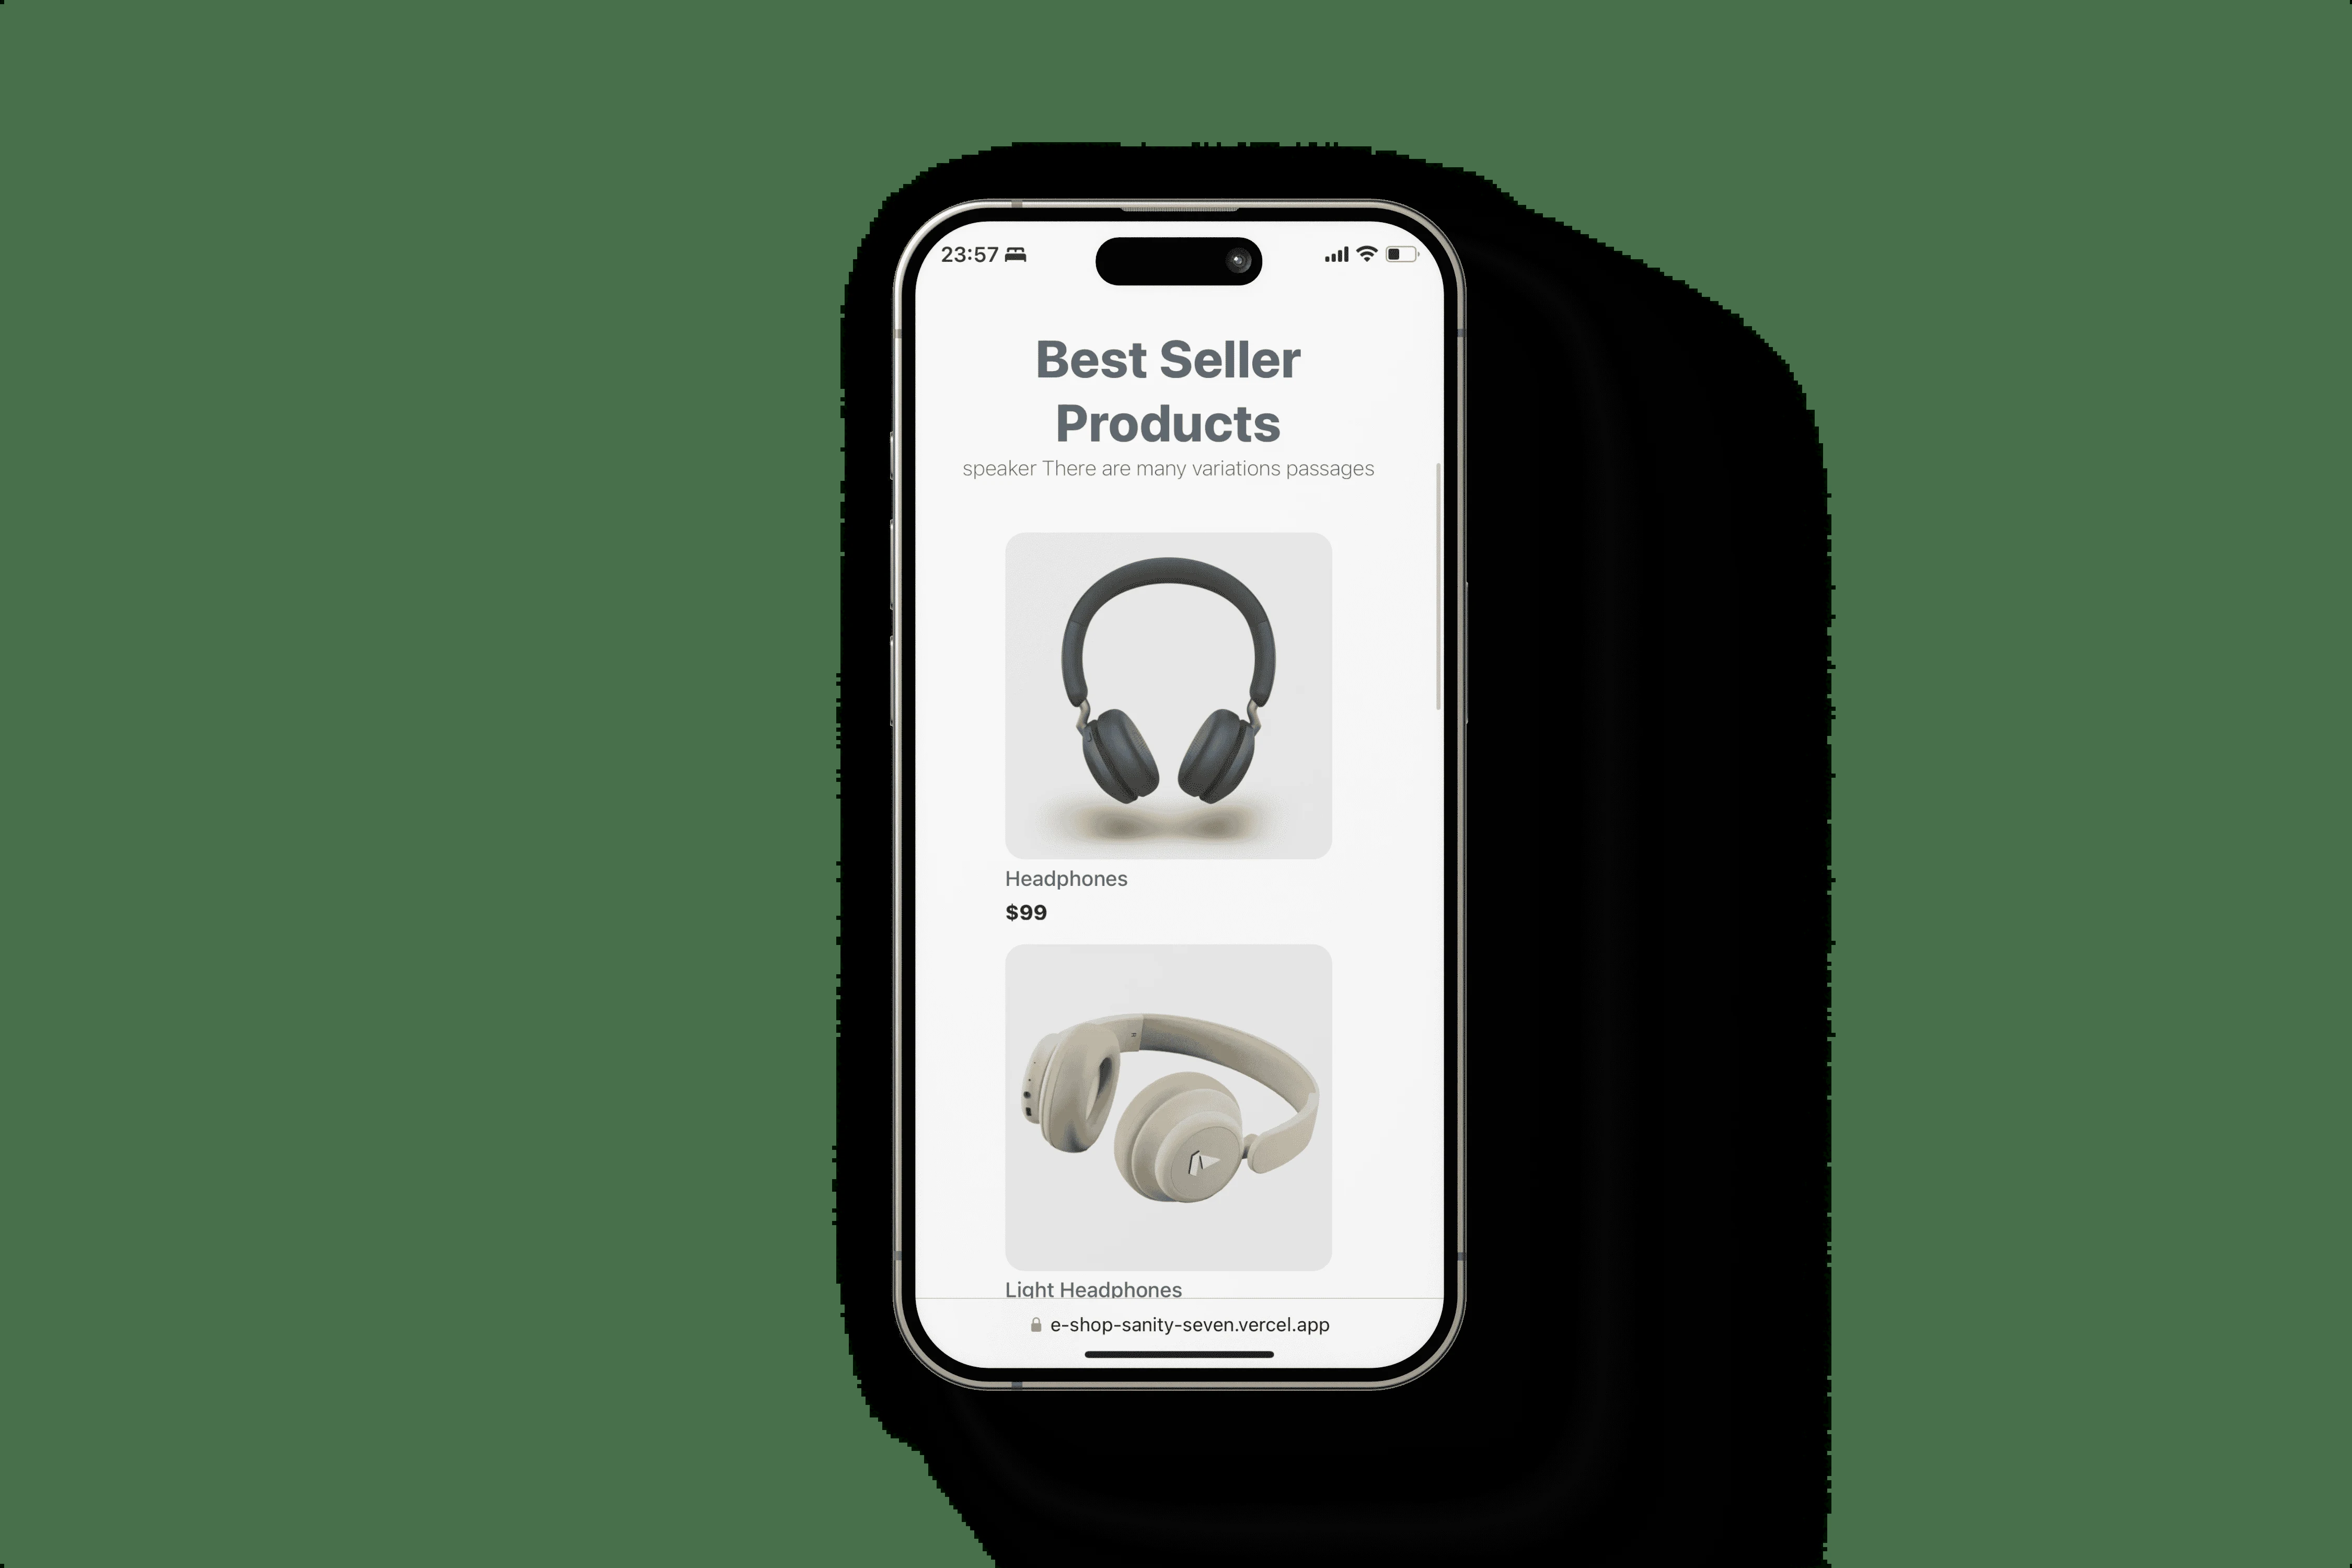 23:57
Best Seller
Products
speaker There are many variations passages
Headphones
$99
Light Headphones
e-shop-sanity-seven.vercel.app